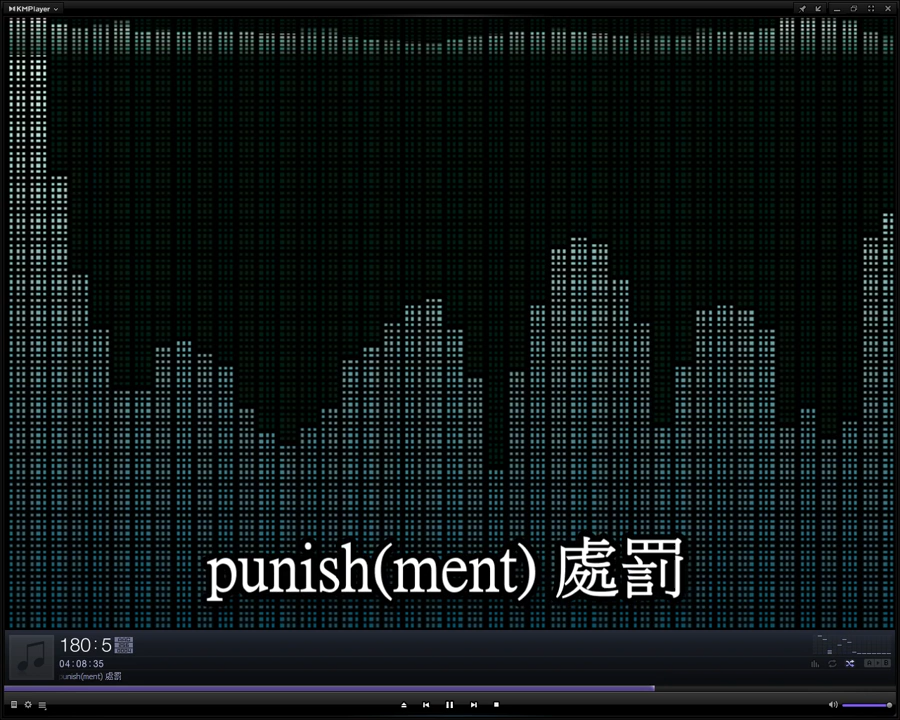 KMPlayer
punish(ment) 處罰
180:5
04:08:35
unish(ment) 處罰